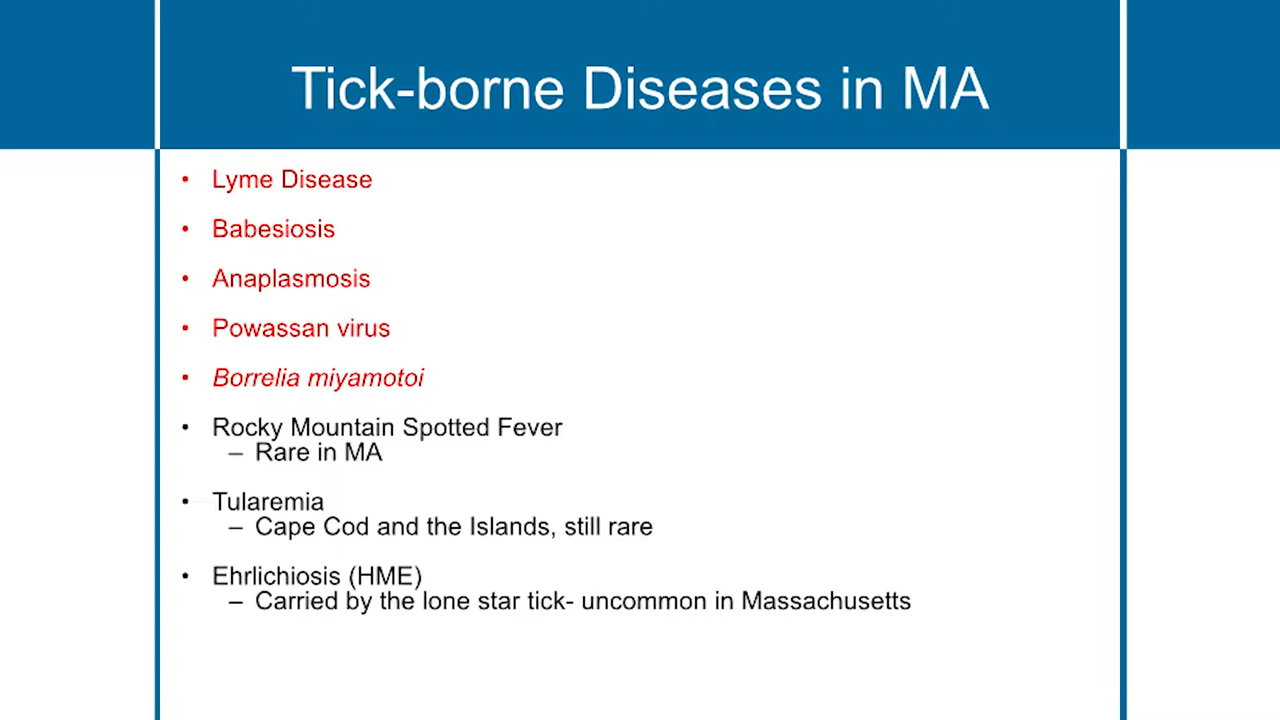 Tick-borne Diseases in MA
• Lyme Disease
• Babesiosis
• Anaplasmosis
• Powassan virus
• Borrelia miyamotoi
• Rocky Mountain Spotted Fever
– Rare in MA
• Tularemia
– Cape Cod and the Islands, still rare
• Ehrlichiosis (HME)
– Carried by the lone star tick- uncommon in Massachusetts